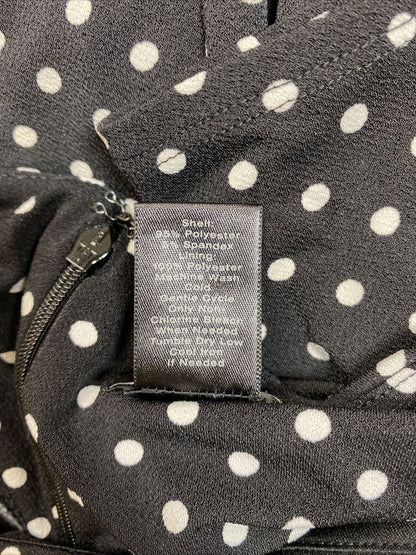 Shell:
95% Polyester
5% Spandex
Lining:
100% Polyester
Machine Wash
Cold
Gentle Cycle
Only Non-
Chlorine Bleach
When Needed
Tumble Dry Low
Cool Iron
If Needed